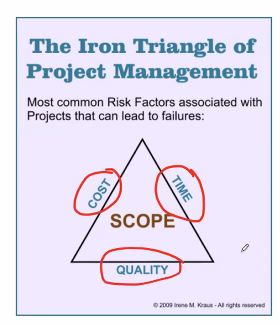 The Iron Triangle of
Project Management
Most common Risk Factors associated with
Projects that can lead to failures:
COST
TIME
SCOPE
QUALITY
© 2009 Irene M. Kraus - All rights reserved